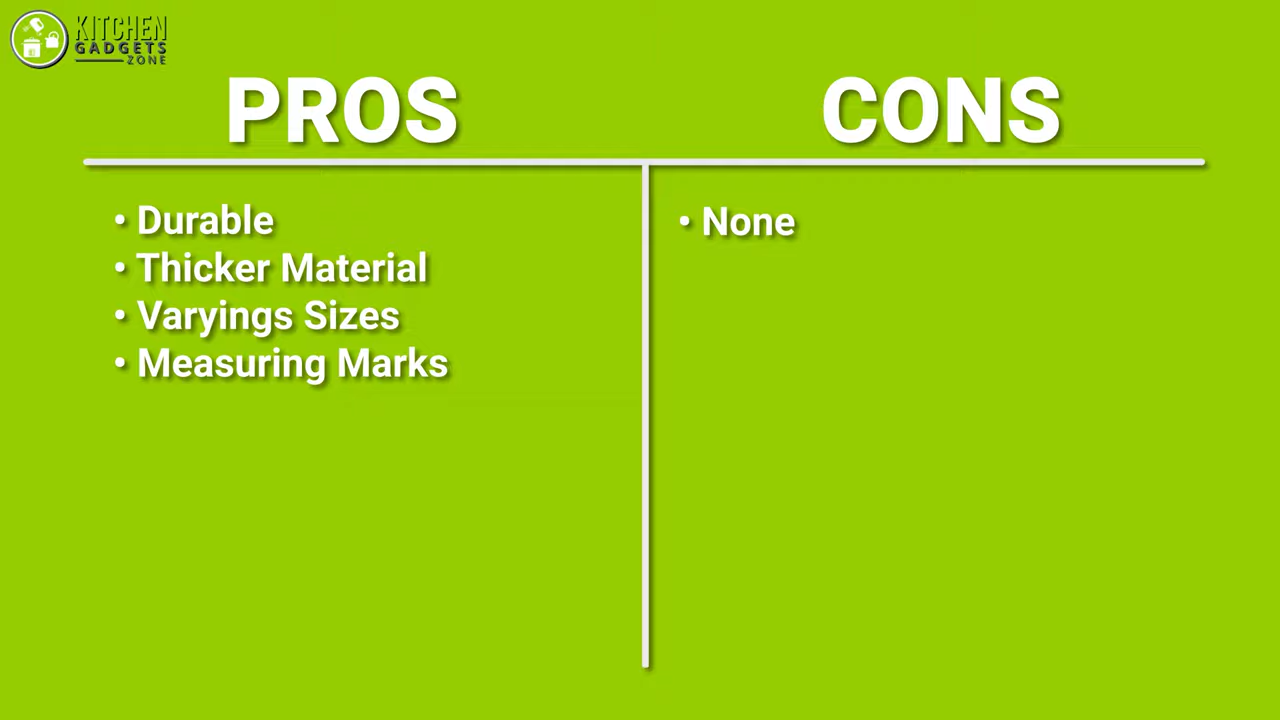 KITCHEN
GADGETS
ZONE
PROS
CONS
• Durable
• Thicker Material
• Varyings Sizes
• Measuring Marks
• None